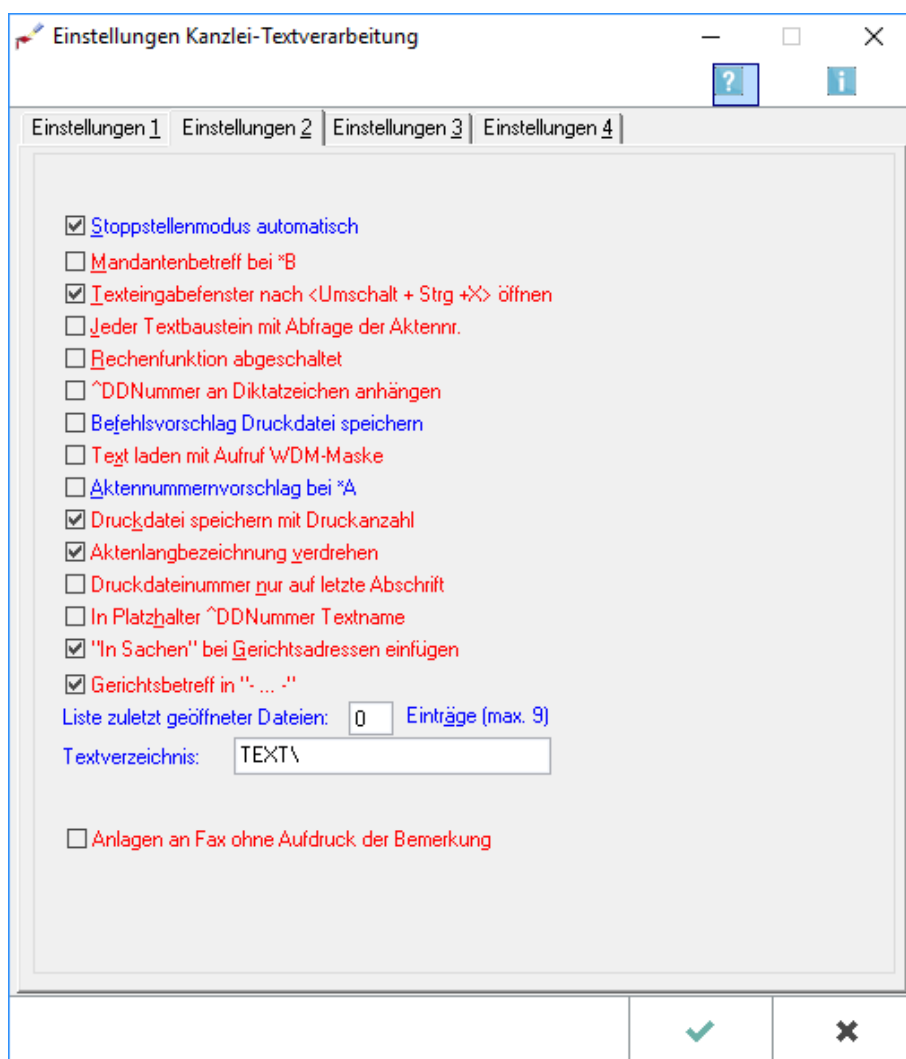 Einstellungen Kanzlei-Textverarbeitung
? i
Einstellungen 1 Einstellungen 2 Einstellungen 3 Einstellungen 4
Stoppstellenmodus automatisch
Mandantenbetreff bei *B
Texteingabefenster nach <Umschalt + Strg +X> öffnen
Jeder Textbaustein mit Abfrage der Aktennr.
Rechenfunktion abgeschaltet
^DDNummer an Diktatzeichen anhängen
Befehlsvorschlag Druckdatei speichern
Text laden mit Aufruf WDM-Maske
Aktennummernvorschlag bei *A
Druckdatei speichern mit Druckanzahl
Aktenlangbezeichnung verdrehen
Druckdateinummer nur auf letzte Abschrift
In Platzhalter ^DDNummer Textname
"In Sachen" bei Gerichtsadressen einfügen
Gerichtsbetreff in "- ... -"
Liste zuletzt geöffneter Dateien: 0 Einträge (max. 9)
Textverzeichnis: TEXT\
Anlagen an Fax ohne Aufdruck der Bemerkung